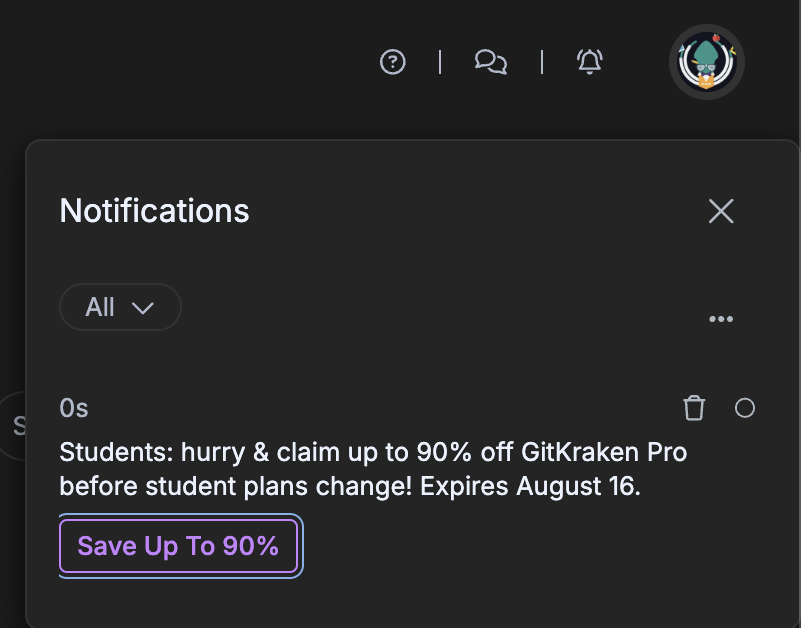 Notifications
All
0s
Students: hurry & claim up to 90% off GitKraken Pro
before student plans change! Expires August 16.
Save Up To 90%
S